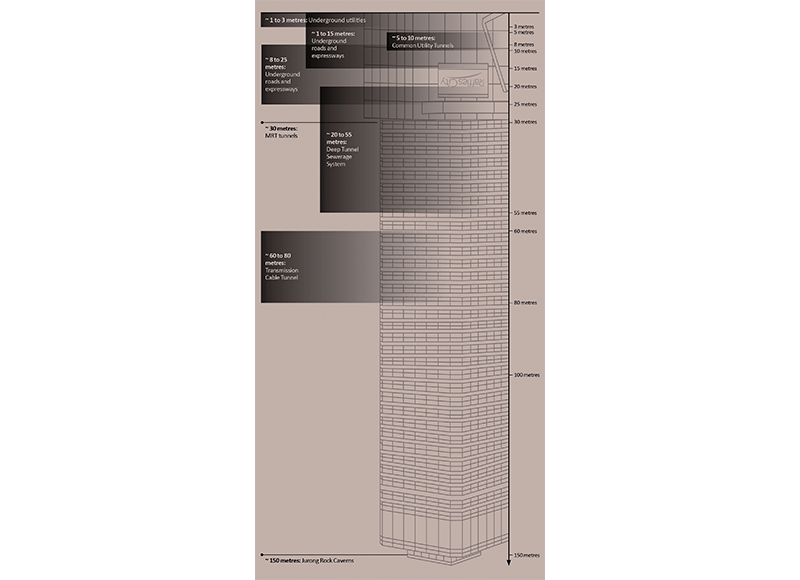 ~ 1 to 3 metres: Underground utilities
~ 1 to 15 metres:
Underground
roads and
expressways
~ 5 to 10 metres:
Common Utility Tunnels
~ 8 to 25
metres:
Underground
roads and
expressways
Raffles City
~ 30 metres:
MRT tunnels
~ 20 to 55
metres:
Deep Tunnel
Sewerage
System
~ 60 to 80
metres:
Transmission
Cable Tunnel
~ 150 metres: Jurong Rock Caverns
3 metres
5 metres
8 metres
10 metres
15 metres
20 metres
25 metres
30 metres
55 metres
60 metres
80 metres
100 metres
150 metres